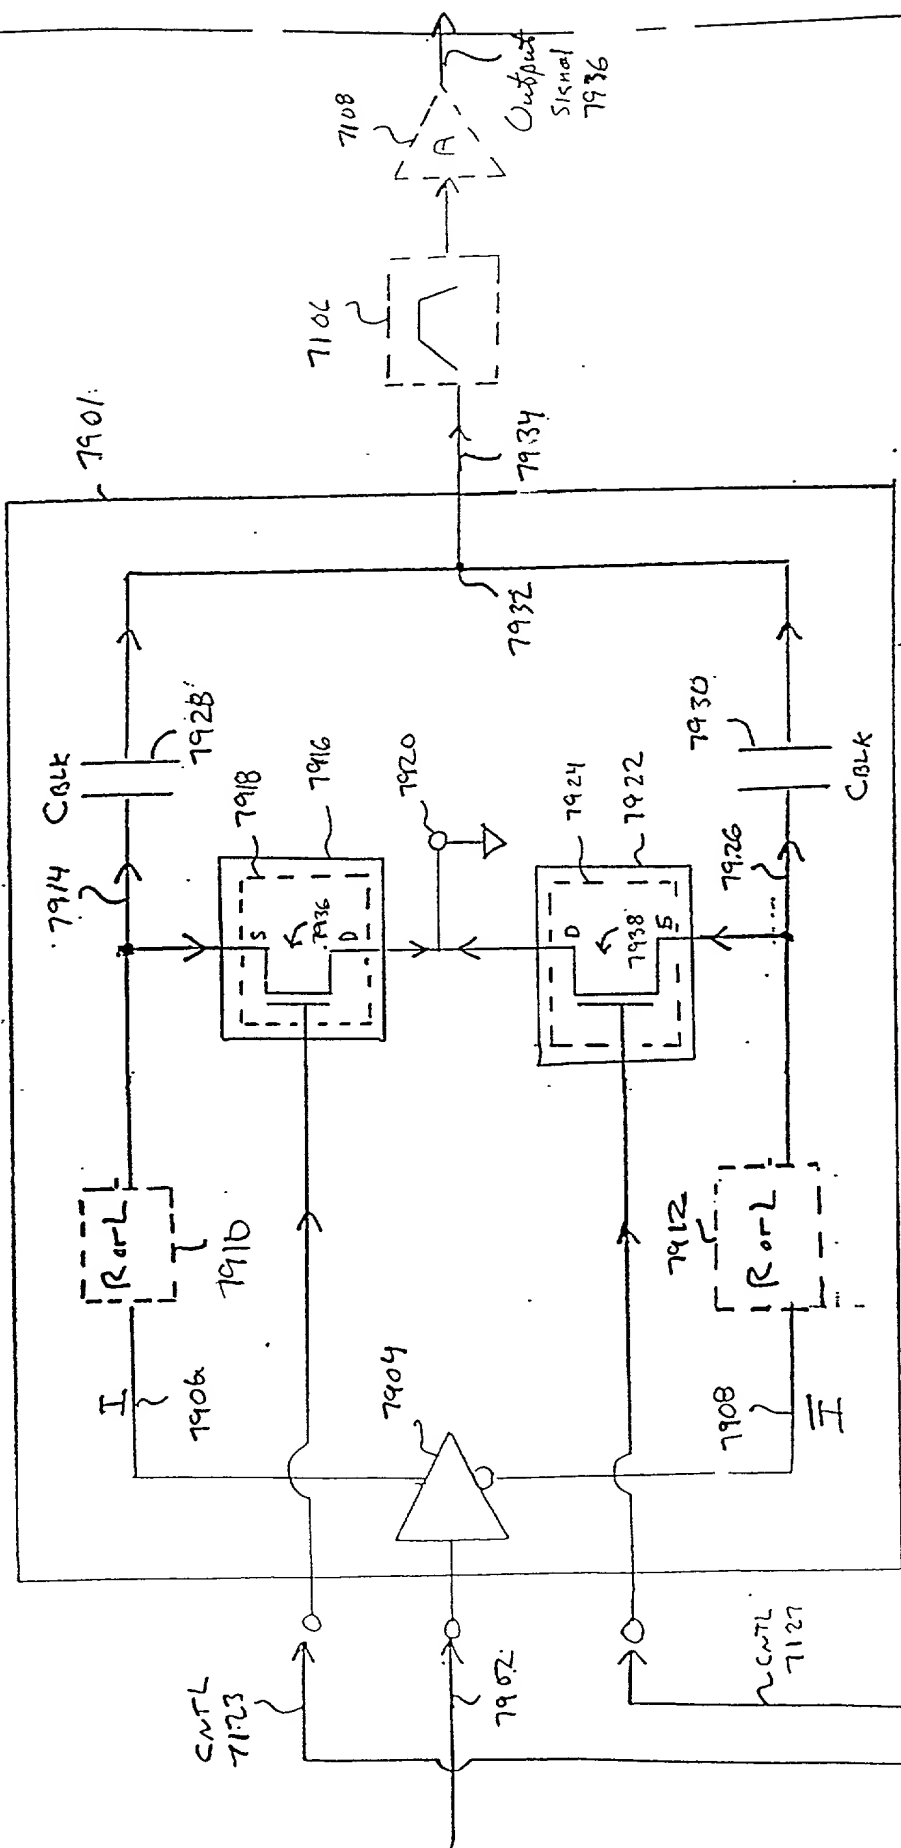 7108
A
Output
Signal
7936
7106
7901
7934
7932
CBLK
7928
7914
7918
7916
S
7936
D
7920
7924
7922
D
7938
S
7930
CBLK
7926
R or L
7910
R or L
7912
I
7906
7904
7908
I
CNTL
7123
7902
CNTL
7127